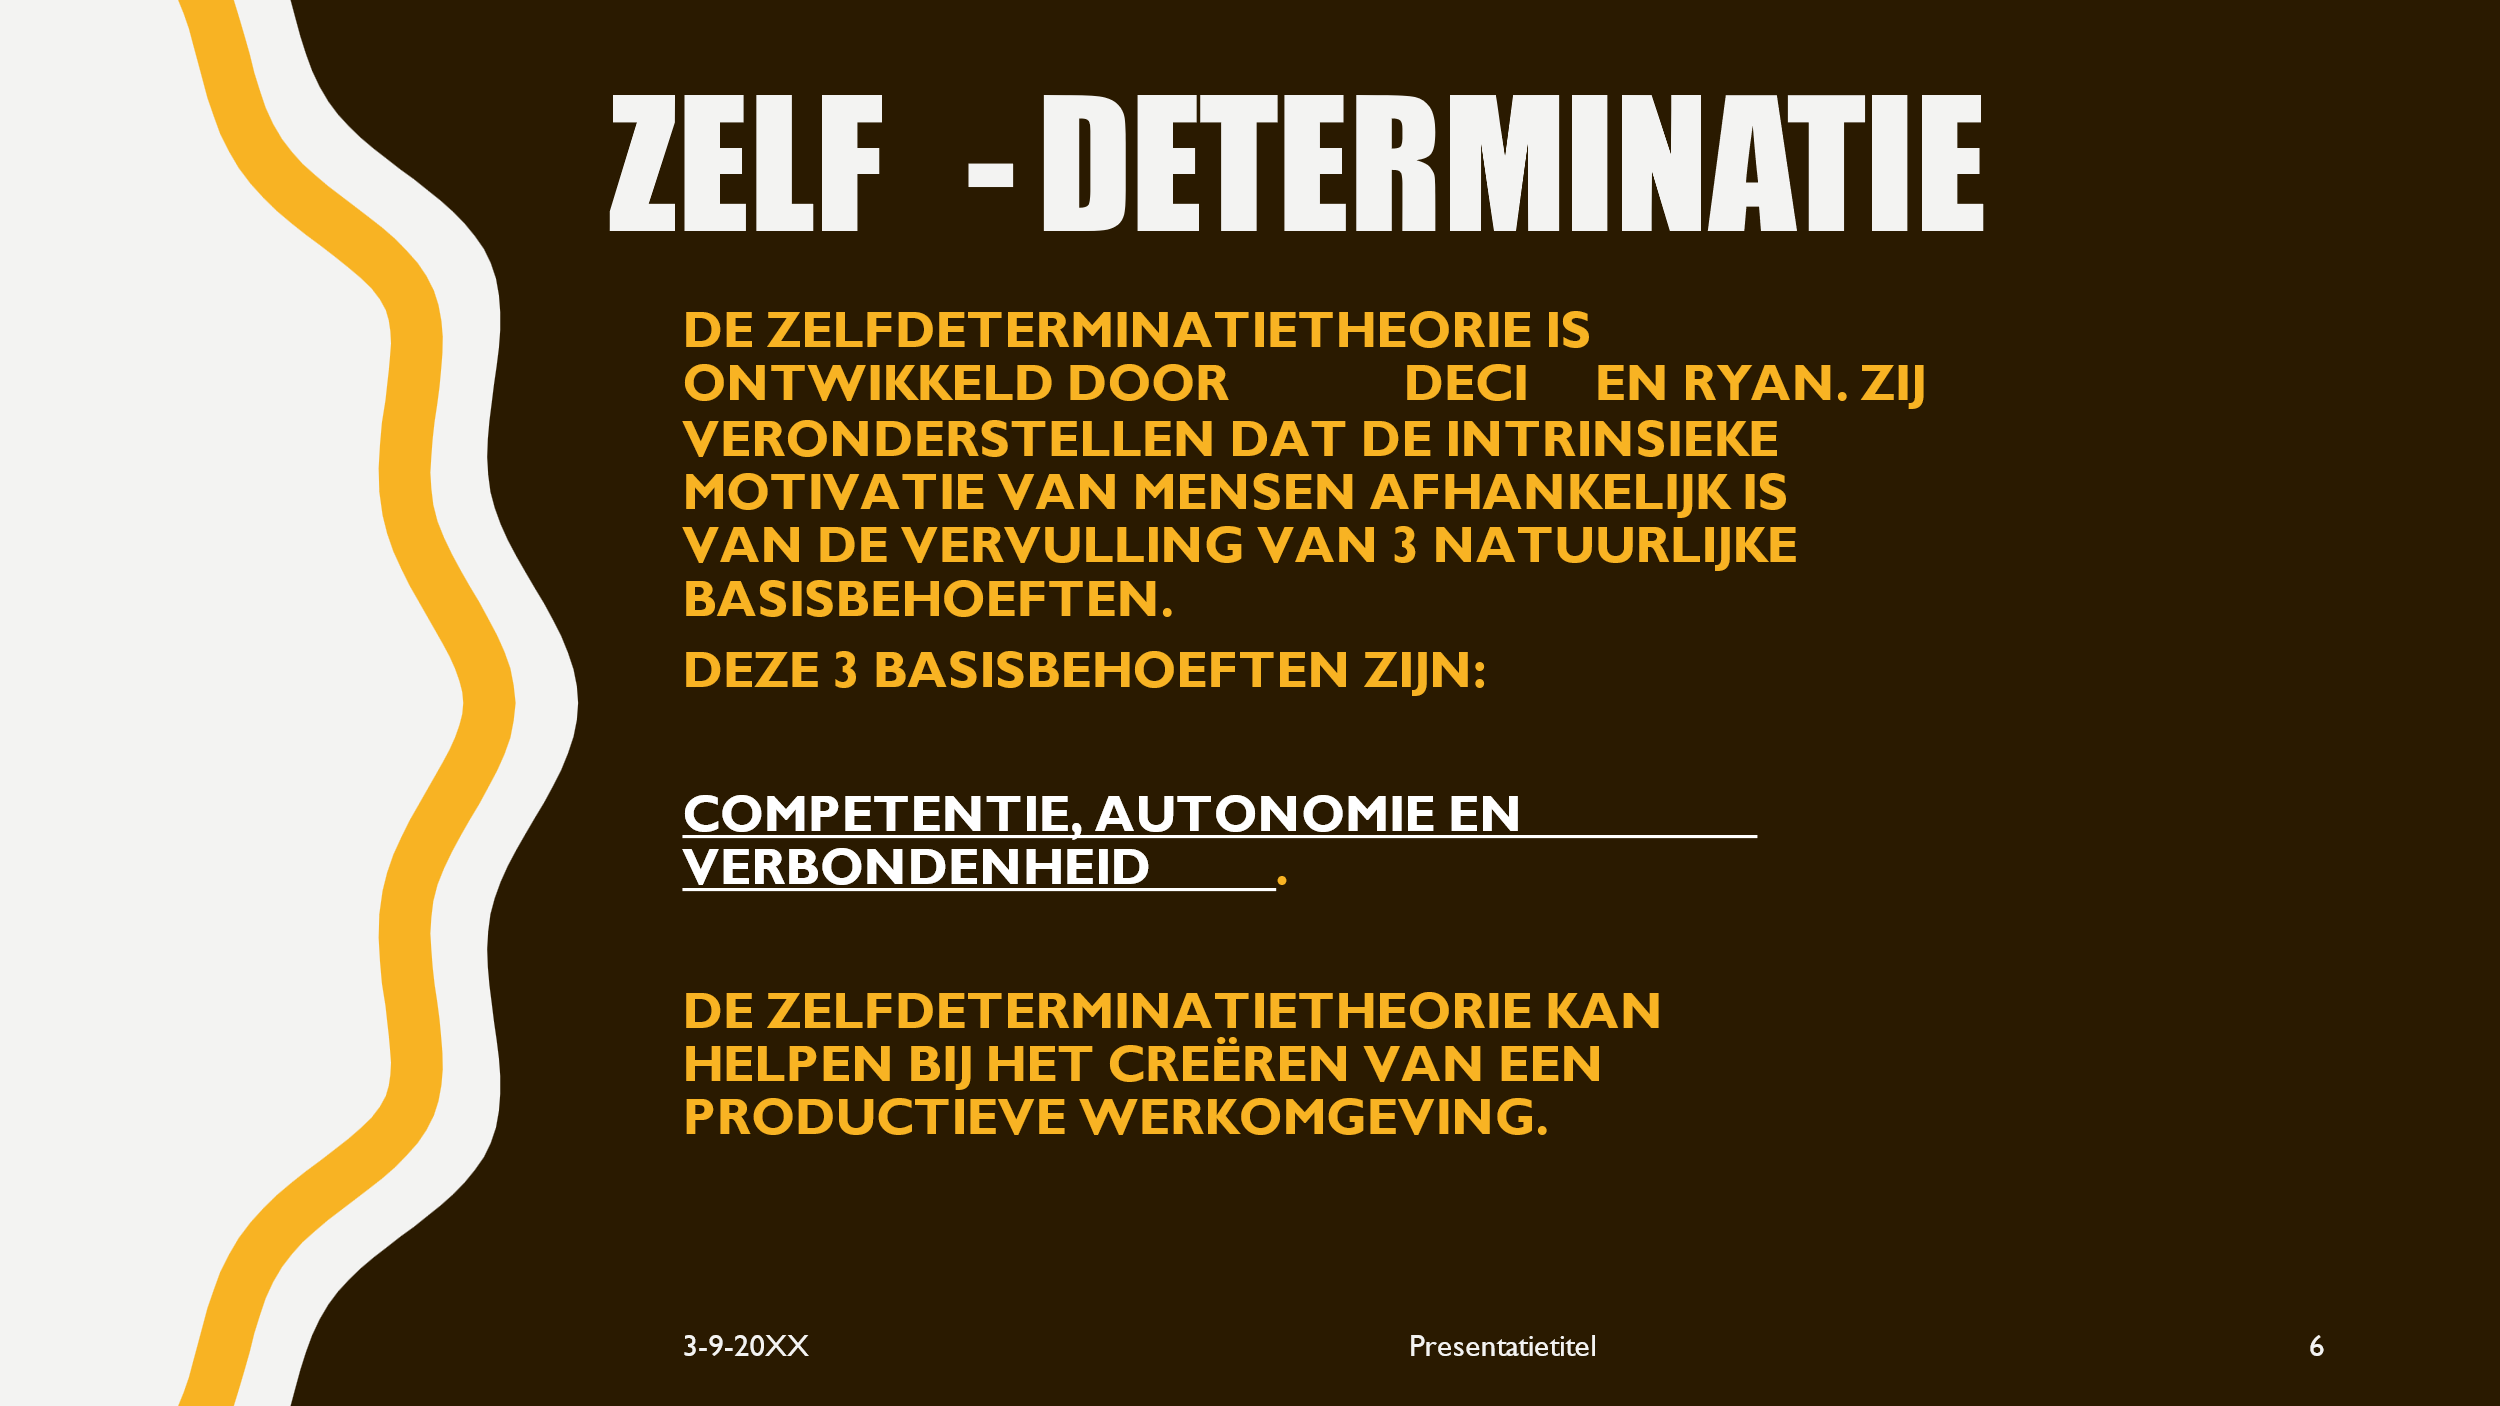 ZELF - DETERMINATIE
DE ZELFDETERMINATIETHEORIE IS
ONTWIKKELD DOOR DECI EN RYAN. ZIJ
VERONDERSTELLEN DAT DE INTRINSIEKE
MOTIVATIE VAN MENSEN AFHANKELIJK IS
VAN DE VERVULLING VAN 3 NATUURLIJKE
BASISBEHOEFTEN.
DEZE 3 BASISBEHOEFTEN ZIJN:
COMPETENTIE, AUTONOMIE EN
VERBONDENHEID .
DE ZELFDETERMINATIETHEORIE KAN
HELPEN BIJ HET CREËREN VAN EEN
PRODUCTIEVE WERKOMGEVING.
3-9-20XX Presentatietitel 6